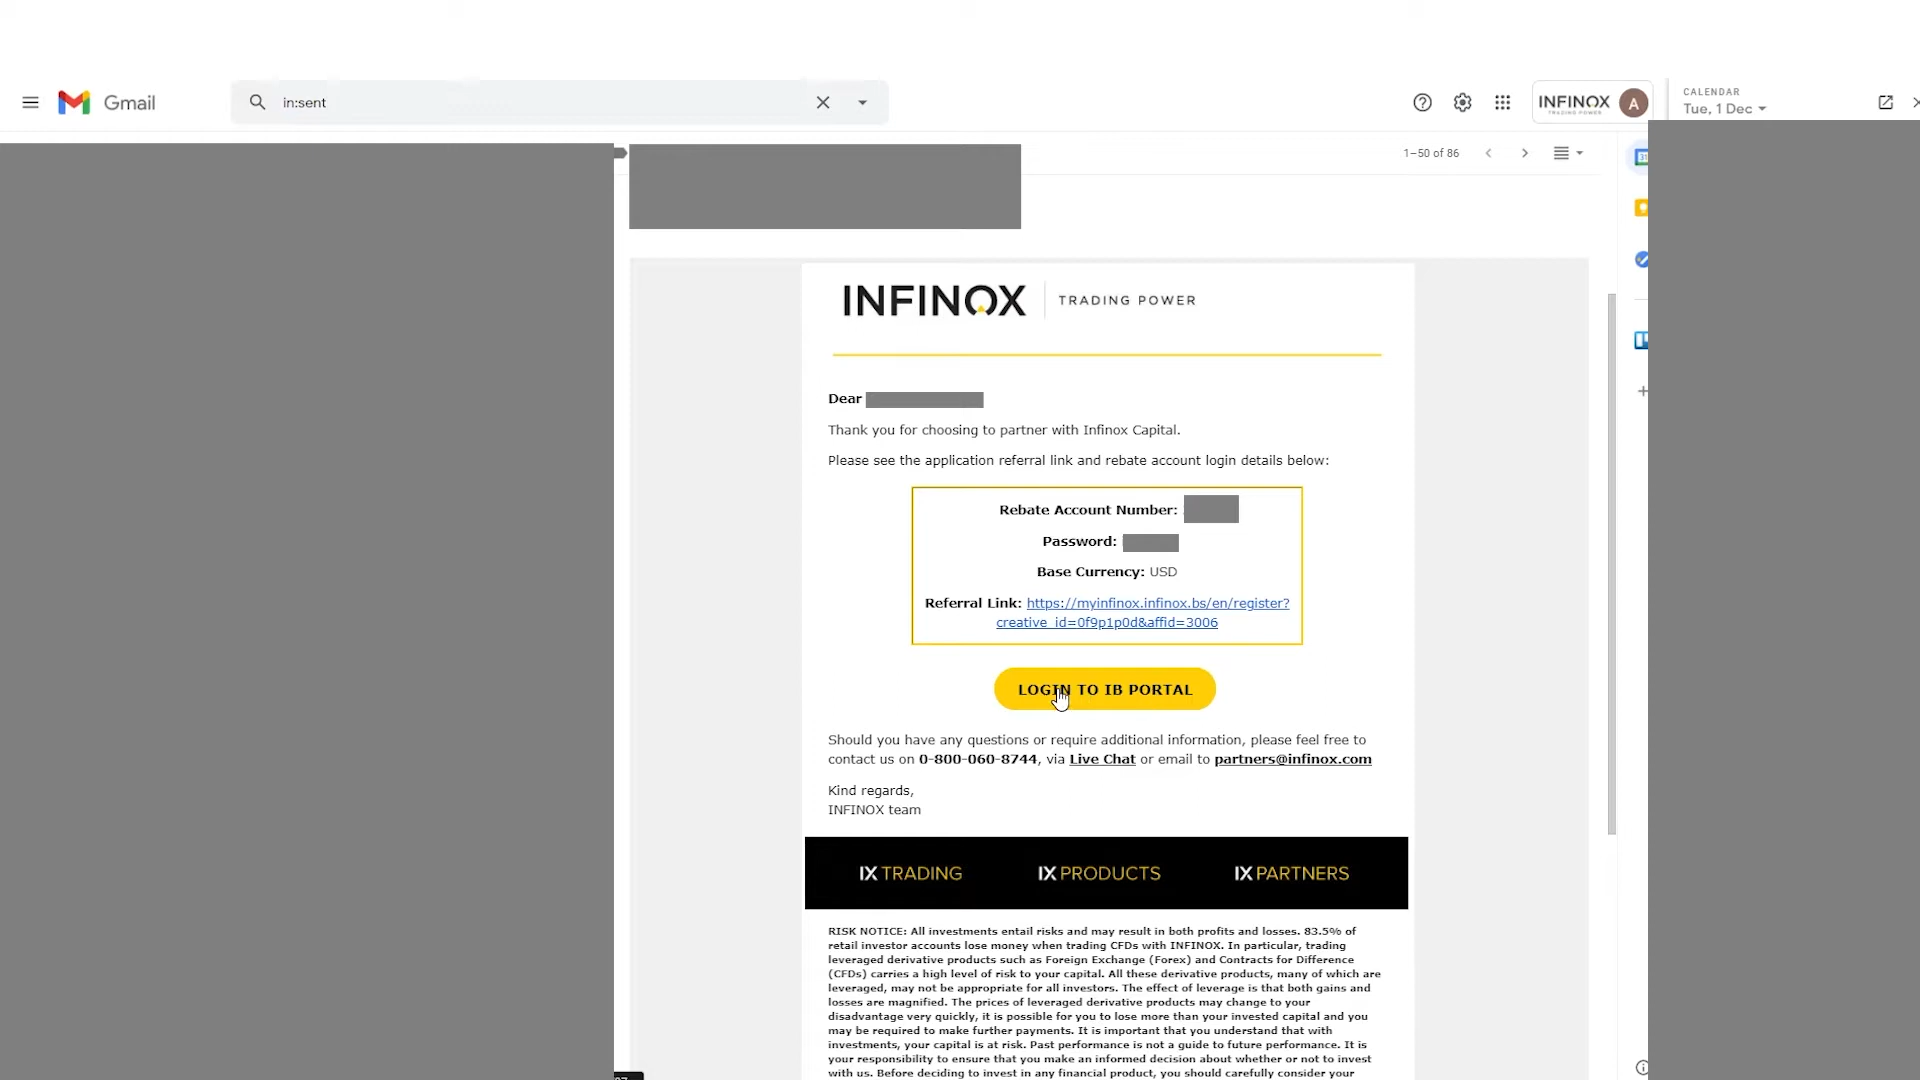 Gmail
in:sent
INFINOX
TRADING POWER
A
CALENDAR
Tue, 1 Dec
1–50 of 86
31
INFINOX TRADING POWER
Dear
Thank you for choosing to partner with Infinox Capital.
Please see the application referral link and rebate account login details below:
Rebate Account Number:
Password:
Base Currency: USD
Referral Link: https://myinfinox.infinox.bs/en/register?
creative_id=0f9p1p0d&affid=3006
LOGIN TO IB PORTAL
Should you have any questions or require additional information, please feel free to
contact us on 0-800-060-8744, via Live Chat or email to partners@infinox.com
Kind regards,
INFINOX team
IX TRADING IX PRODUCTS IX PARTNERS
RISK NOTICE: All investments entail risks and may result in both profits and losses. 83.5% of
retail investor accounts lose money when trading CFDs with INFINOX. In particular, trading
leveraged derivative products such as Foreign Exchange (Forex) and Contracts for Difference
(CFDs) carries a high level of risk to your capital. All these derivative products, many of which are
leveraged, may not be appropriate for all investors. The effect of leverage is that both gains and
losses are magnified. The prices of leveraged derivative products may change to your
disadvantage very quickly, it is possible for you to lose more than your invested capital and you
may be required to make further payments. It is important that you understand that with
investments, your capital is at risk. Past performance is not a guide to future performance. It is
your responsibility to ensure that you make an informed decision about whether or not to invest
with us. Before deciding to invest in any financial product, you should carefully consider your